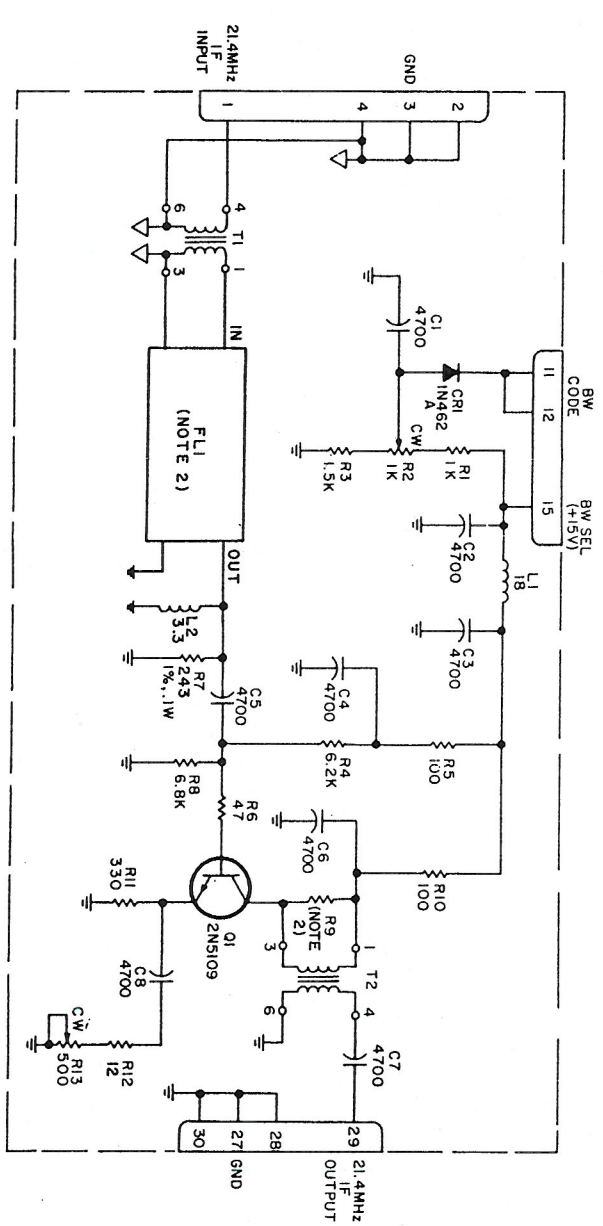 21.4MHz
IF
INPUT
GND
1
4
3
2
6
4
T1
3
1
IN
FL1
(NOTE 2)
OUT
C1
4700
CR1
1N462
A
CW
R2
1K
R1
1K
R3
1.5K
BW
CODE
11
12
15
BW SEL
(+15V)
C2
4700
L1
18
C3
4700
L2
3.3
R7
243
1%,.1W
C5
4700
C4
4700
R4
6.2K
R5
100
R8
6.8K
R6
47
C6
4700
R10
100
R9
(NOTE
2)
Q1
2N5109
R11
330
C8
4700
3
1
T2
6
4
C7
4700
CW
R13
500
R12
12
30
27
28
29
GND
21.4MHz
IF
OUTPUT